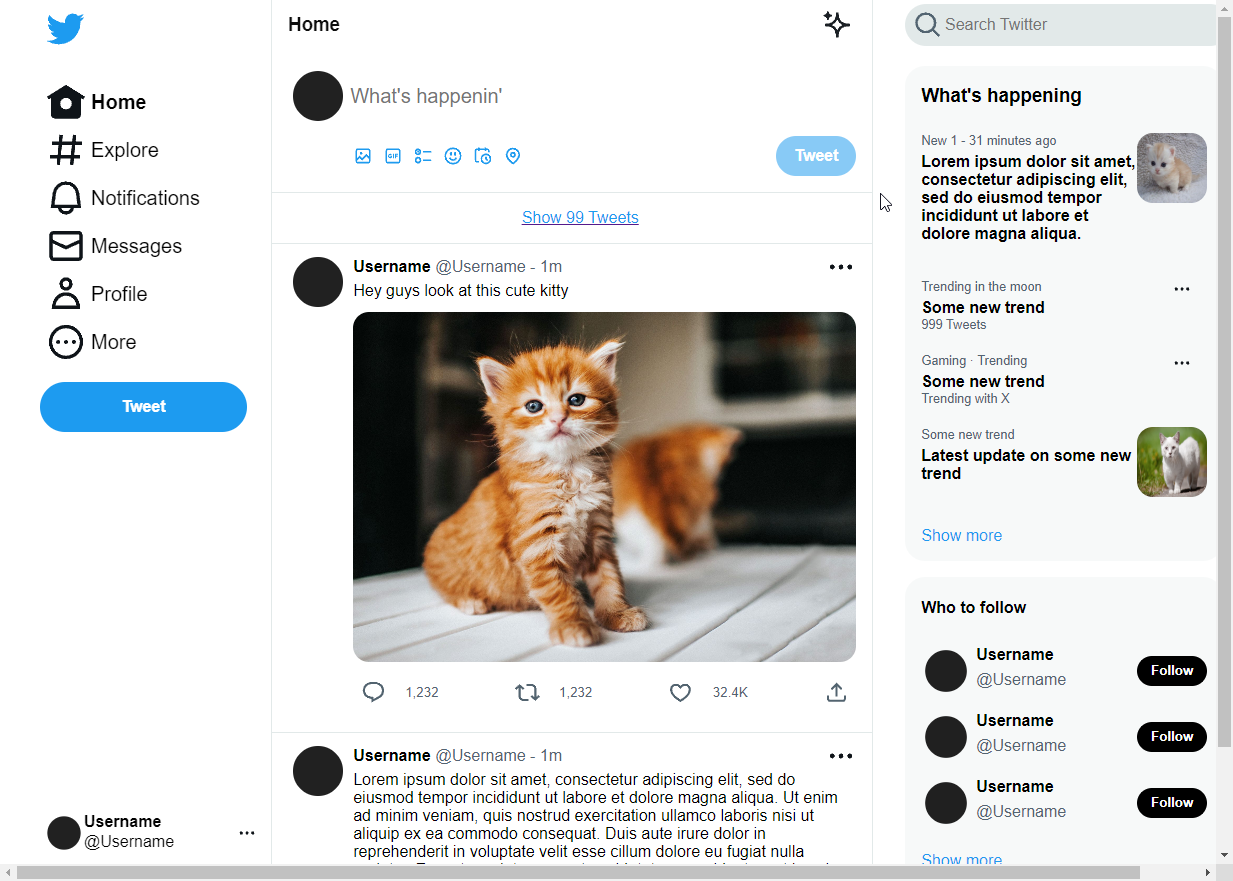 Home
Explore
Notifications
Messages
Profile
More
Tweet
Username
@Username
Home
What's happenin'
GIF
Tweet
Show 99 Tweets
Username @Username - 1m
Hey guys look at this cute kitty
1,232
1,232
32.4K
Username @Username - 1m
Lorem ipsum dolor sit amet, consectetur adipiscing elit, sed do
eiusmod tempor incididunt ut labore et dolore magna aliqua. Ut enim
ad minim veniam, quis nostrud exercitation ullamco laboris nisi ut
aliquip ex ea commodo consequat. Duis aute irure dolor in
reprehenderit in voluptate velit esse cillum dolore eu fugiat nulla
Search Twitter
What's happening
New 1 - 31 minutes ago
Lorem ipsum dolor sit amet,
consectetur adipiscing elit,
sed do eiusmod tempor
incididunt ut labore et
dolore magna aliqua.
Trending in the moon
Some new trend
999 Tweets
Gaming · Trending
Some new trend
Trending with X
Some new trend
Latest update on some new
trend
Show more
Who to follow
Username
@Username
Follow
Username
@Username
Follow
Username
@Username
Follow
Show more